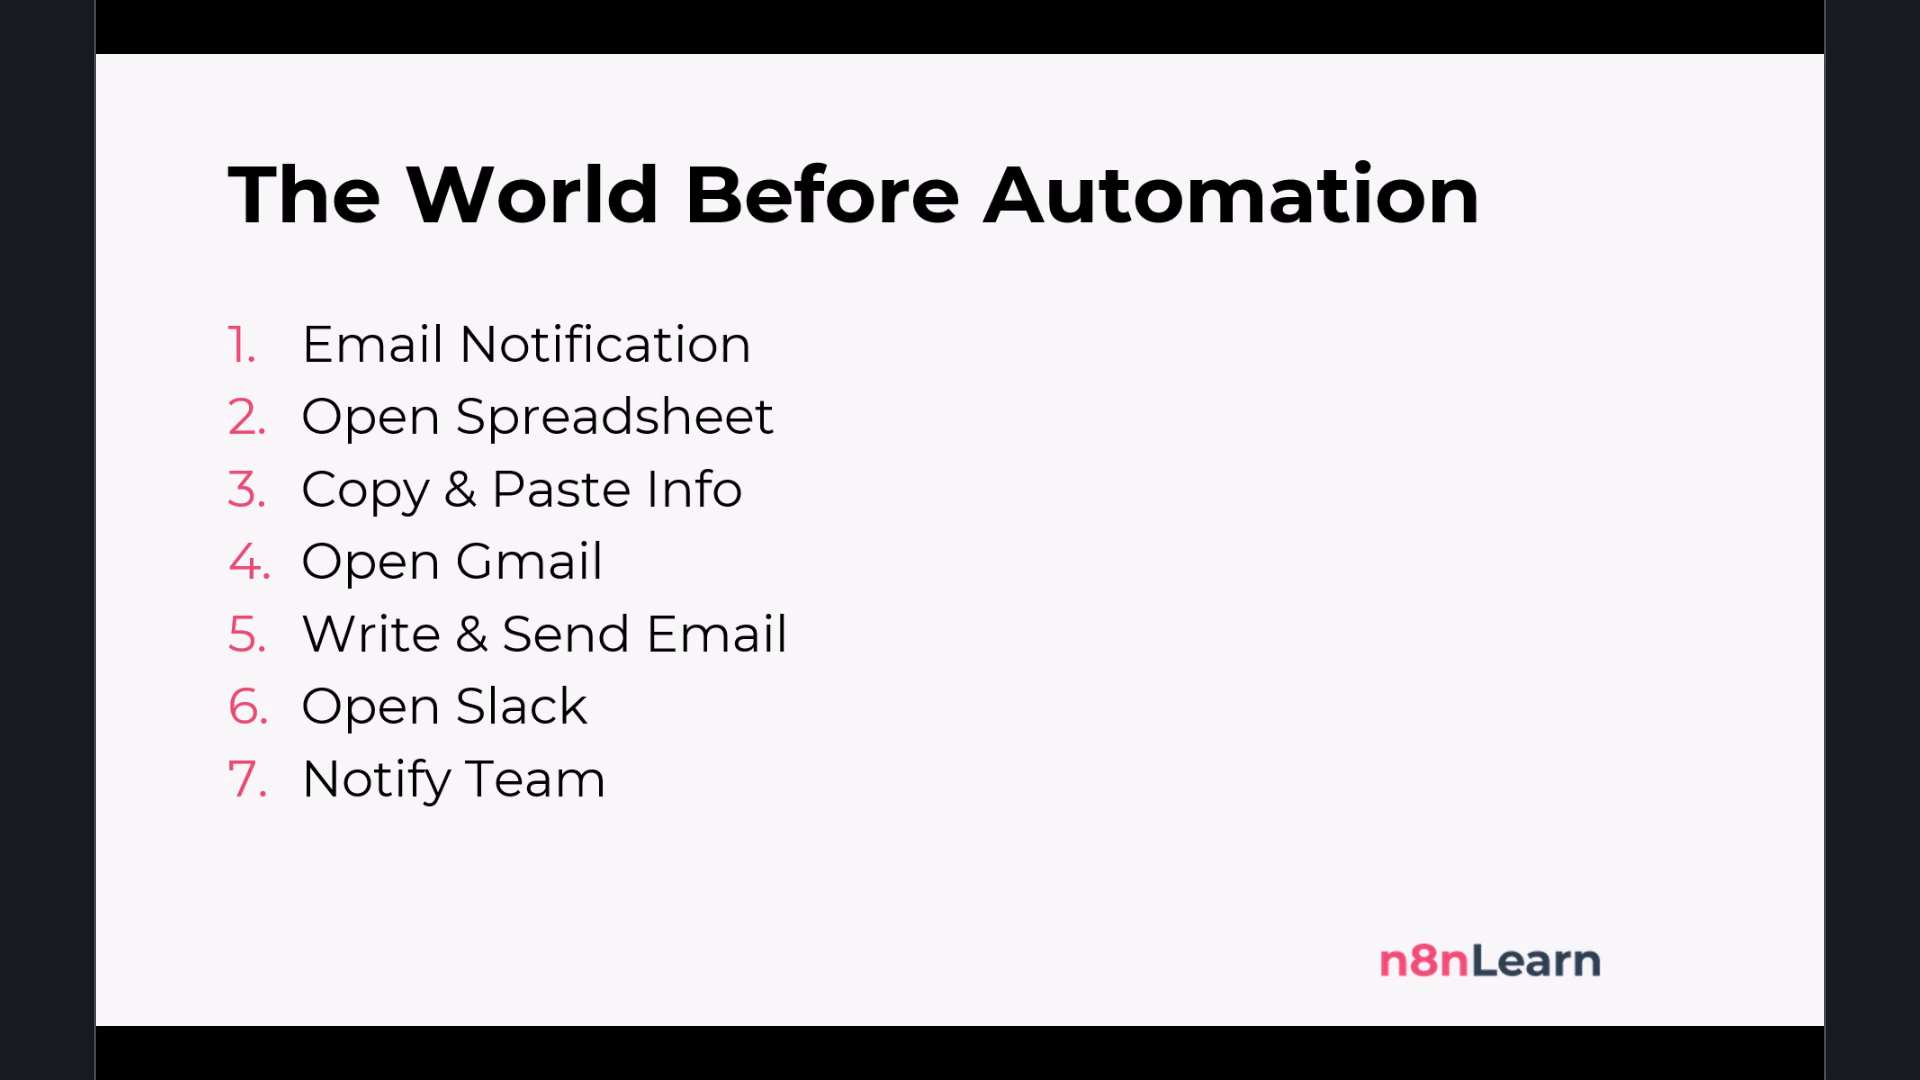 The World Before Automation
1. Email Notification
2. Open Spreadsheet
3. Copy & Paste Info
4. Open Gmail
5. Write & Send Email
6. Open Slack
7. Notify Team
n8nLearn